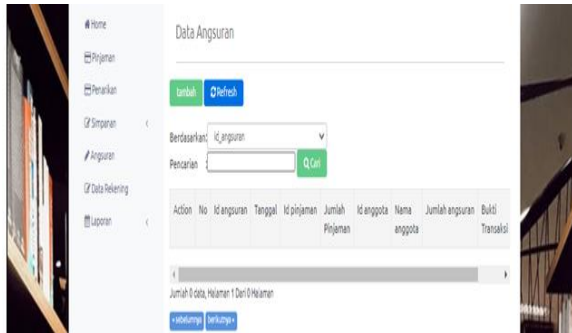 Home
Pinjaman
Penarikan
Simpanan
Angsuran
Data Rekening
Laporan
Data Angsuran
tambah Refresh
Berdasarkan: id_angsuran
Pencarian : Cari
Action No Id angsuran Tanggal Id pinjaman Jumlah Pinjaman Id anggota Nama anggota Jumlah angsuran Bukti Transaksi
Jumlah 0 data, Halaman 1 Dari 0 Halaman
« sebelumnya berikutnya »